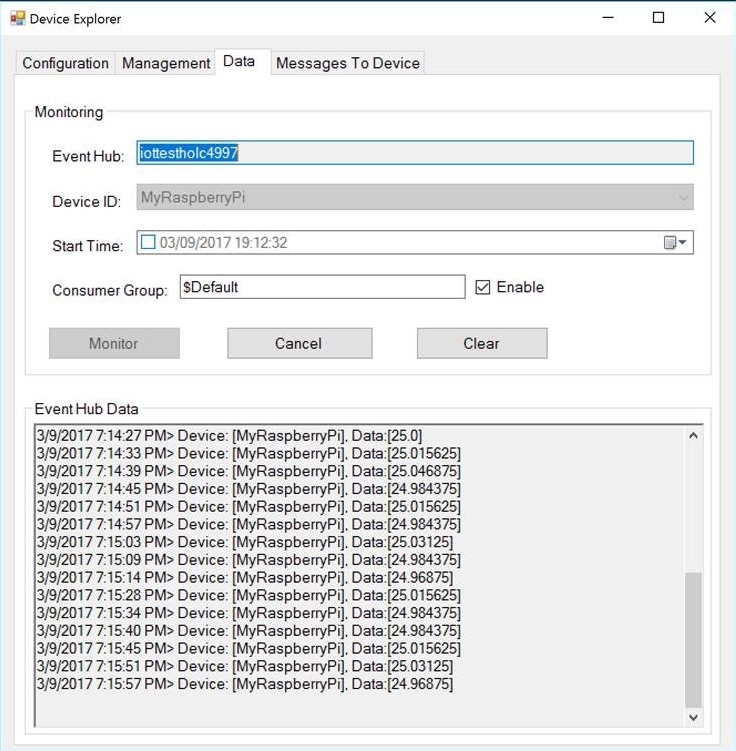 Device Explorer
Configuration Management Data Messages To Device
Monitoring
Event Hub: iottestholc4997
Device ID: MyRaspberryPi
Start Time: 03/09/2017 19:12:32
Consumer Group: $Default Enable
Monitor Cancel Clear
Event Hub Data
3/9/2017 7:14:27 PM> Device: [MyRaspberryPi], Data:[25.0]
3/9/2017 7:14:33 PM> Device: [MyRaspberryPi], Data:[25.015625]
3/9/2017 7:14:39 PM> Device: [MyRaspberryPi], Data:[25.046875]
3/9/2017 7:14:45 PM> Device: [MyRaspberryPi], Data:[24.984375]
3/9/2017 7:14:51 PM> Device: [MyRaspberryPi], Data:[25.015625]
3/9/2017 7:14:57 PM> Device: [MyRaspberryPi], Data:[24.984375]
3/9/2017 7:15:03 PM> Device: [MyRaspberryPi], Data:[25.03125]
3/9/2017 7:15:09 PM> Device: [MyRaspberryPi], Data:[24.984375]
3/9/2017 7:15:14 PM> Device: [MyRaspberryPi], Data:[24.96875]
3/9/2017 7:15:28 PM> Device: [MyRaspberryPi], Data:[25.015625]
3/9/2017 7:15:34 PM> Device: [MyRaspberryPi], Data:[24.984375]
3/9/2017 7:15:40 PM> Device: [MyRaspberryPi], Data:[24.984375]
3/9/2017 7:15:45 PM> Device: [MyRaspberryPi], Data:[25.015625]
3/9/2017 7:15:51 PM> Device: [MyRaspberryPi], Data:[25.03125]
3/9/2017 7:15:57 PM> Device: [MyRaspberryPi], Data:[24.96875]